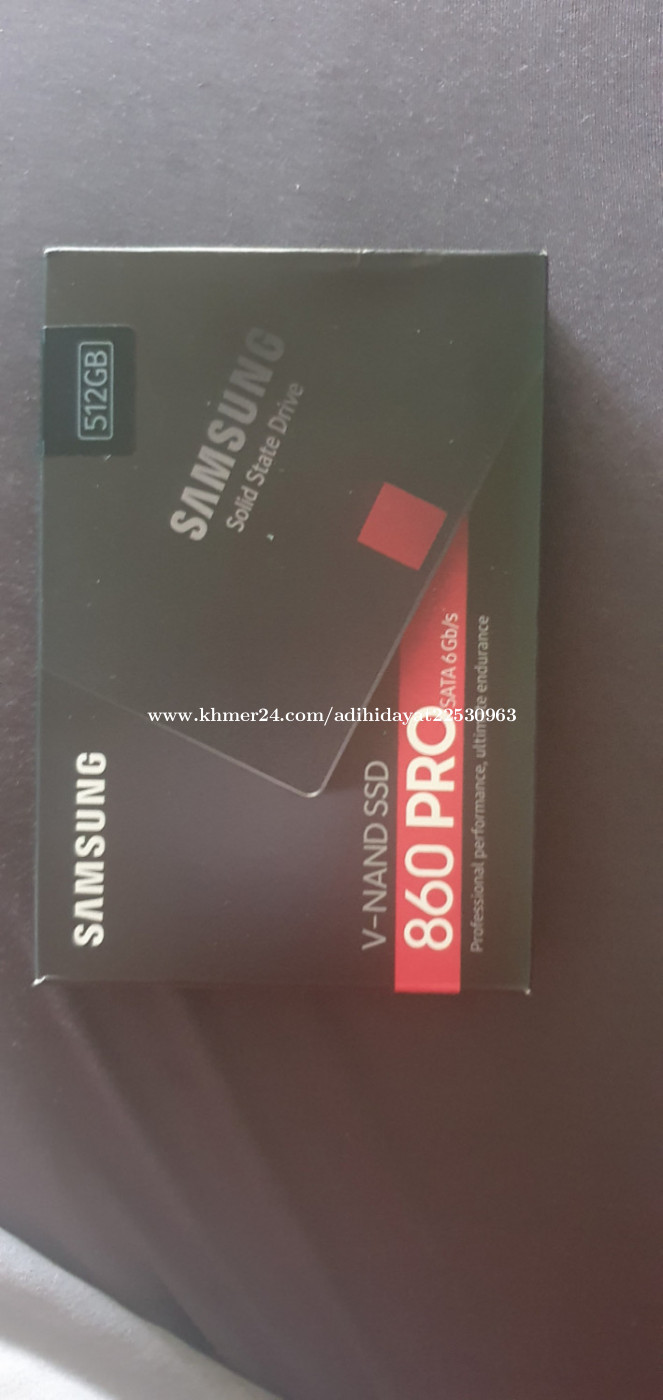 SAMSUNG
512GB
SAMSUNG
Solid State Drive
V-NAND SSD
860 PRO SATA 6 Gb/s
Professional performance, ultimate endurance
www.khmer24.com/adihidayat22530963